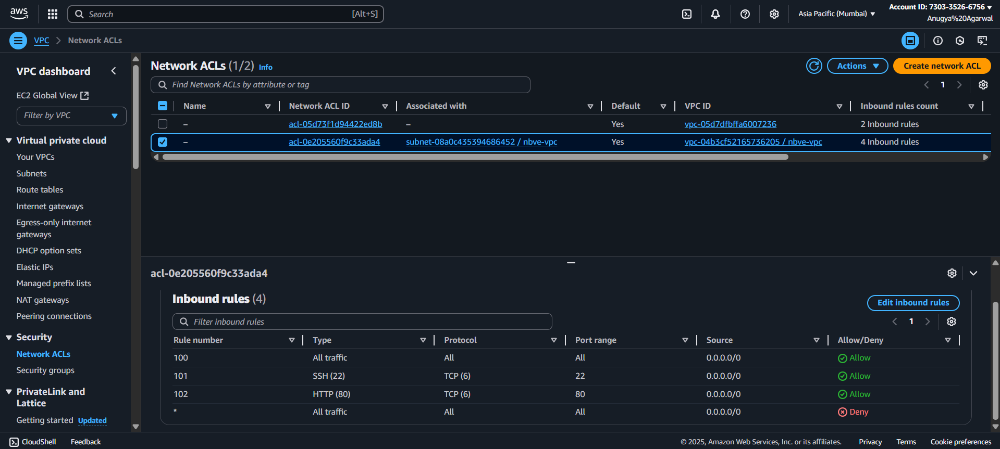 aws
Search [Alt+S]
Asia Pacific (Mumbai)
Account ID: 7303-3526-6756
Anugya%20Agarwal
VPC > Network ACLs
VPC dashboard
EC2 Global View
Filter by VPC
Virtual private cloud
Your VPCs
Subnets
Route tables
Internet gateways
Egress-only internet
gateways
DHCP option sets
Elastic IPs
Managed prefix lists
NAT gateways
Peering connections
Security
Network ACLs
Security groups
PrivateLink and
Lattice
Getting started Updated
Network ACLs (1/2) Info
Actions
Create network ACL
Find Network ACLs by attribute or tag
1
Name Network ACL ID Associated with Default VPC ID Inbound rules count
– acl-05d73f1d94422ed8b – Yes vpc-05d7dfbffa6007236 2 Inbound rules
– acl-0e205560f9c33ada4 subnet-08a0c435394686452 / nbve-vpc Yes vpc-04b3cf52165736205 / nbve-vpc 4 Inbound rules
acl-0e205560f9c33ada4
Inbound rules (4)
Edit inbound rules
Filter inbound rules
1
Rule number Type Protocol Port range Source Allow/Deny
100 All traffic All All 0.0.0.0/0 Allow
101 SSH (22) TCP (6) 22 0.0.0.0/0 Allow
102 HTTP (80) TCP (6) 80 0.0.0.0/0 Allow
* All traffic All All 0.0.0.0/0 Deny
CloudShell Feedback
© 2025, Amazon Web Services, Inc. or its affiliates. Privacy Terms Cookie preferences